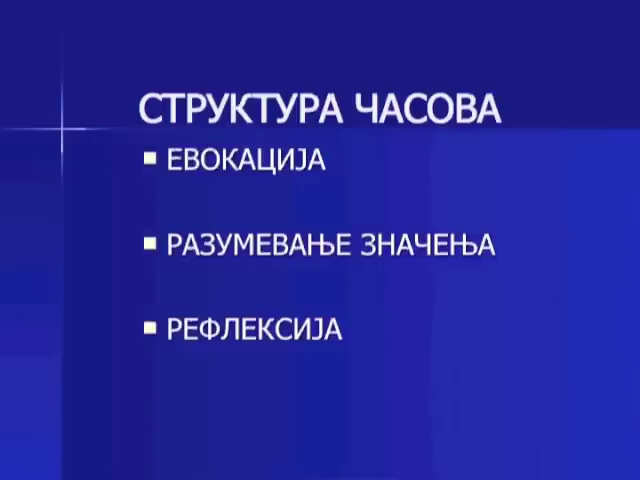 СТРУКТУРА ЧАСОВА
ЕВОКАЦИЈА
РАЗУМЕВАЊЕ ЗНАЧЕЊА
РЕФЛЕКСИЈА